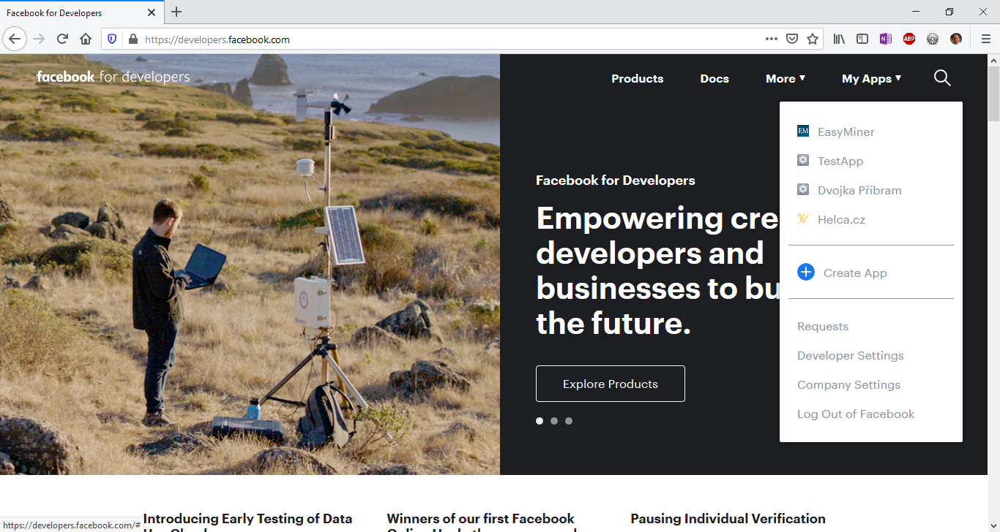 Facebook for Developers
https://developers.facebook.com
N
ABP
facebook for developers
Products
Docs
More
My Apps
EM EasyMiner
TestApp
Dvojka Příbram
Helca.cz
Create App
Requests
Developer Settings
Company Settings
Log Out of Facebook
Facebook for Developers
Empowering cre
developers and
businesses to bu
the future.
Explore Products
Introducing Early Testing of Data
Winners of our first Facebook
Pausing Individual Verification
https://developers.facebook.com/#